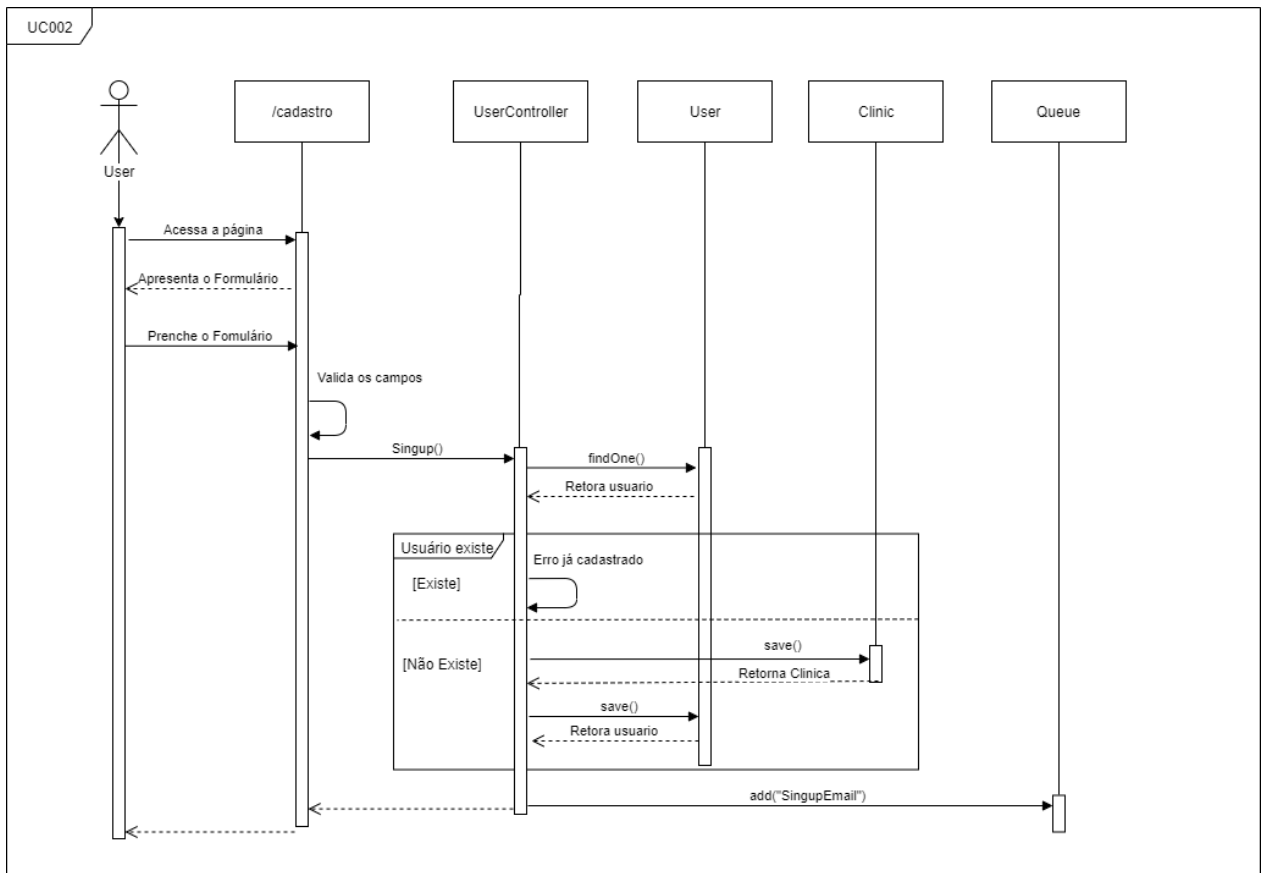 UC002
/cadastro
UserController
User
Clinic
Queue
User
Acessa a página
Apresenta o Formulário
Prenche o Fomulário
Valida os campos
Singup()
findOne()
Retora usuario
Usuário existe
Erro já cadastrado
[Existe]
save()
[Não Existe]
Retorna Clinica
save()
Retora usuario
add("SingupEmail")